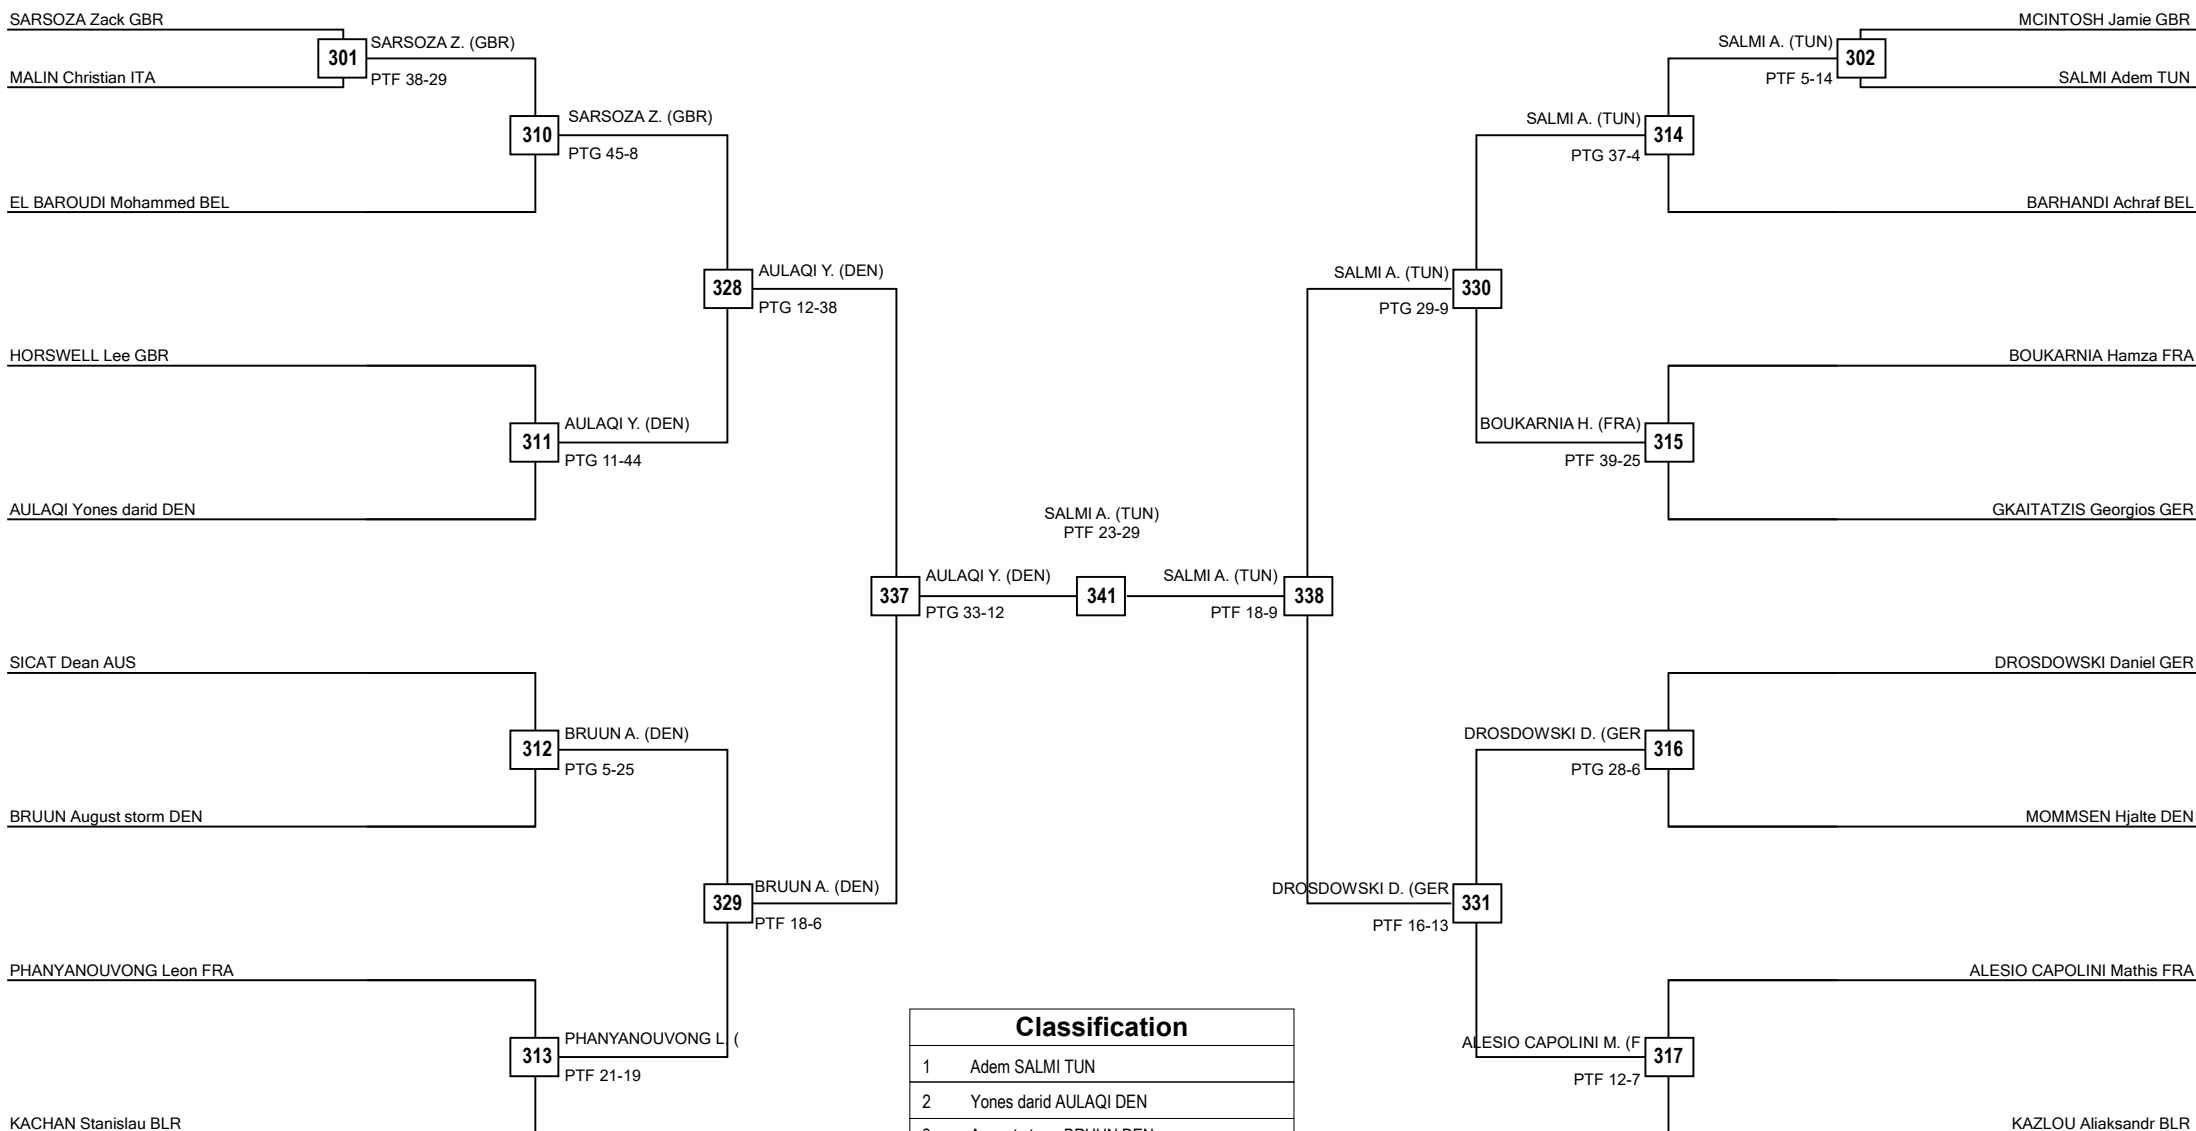 SARSOZA Zack GBR
MCINTOSH Jamie GBR
SARSOZA Z. (GBR)
SALMI A. (TUN)
301
302
MALIN Christian ITA
PTF 38-29
PTF 5-14
SALMI Adem TUN
SARSOZA Z. (GBR)
SALMI A. (TUN)
310
314
PTG 45-8
PTG 37-4
EL BAROUDI Mohammed BEL
BARHANDI Achraf BEL
AULAQI Y. (DEN)
SALMI A. (TUN)
328
330
PTG 12-38
PTG 29-9
HORSWELL Lee GBR
BOUKARNIA Hamza FRA
AULAQI Y. (DEN)
BOUKARNIA H. (FRA)
311
315
PTG 11-44
PTF 39-25
AULAQI Yones darid DEN
GKAITATZIS Georgios GER
SALMI A. (TUN)
PTF 23-29
AULAQI Y. (DEN)
SALMI A. (TUN)
337
341
338
PTG 33-12
PTF 18-9
SICAT Dean AUS
DROSDOWSKI Daniel GER
BRUUN A. (DEN)
DROSDOWSKI D. (GER
312
316
PTG 5-25
PTG 28-6
BRUUN August storm DEN
MOMMSEN Hjalte DEN
BRUUN A. (DEN)
DROSDOWSKI D. (GER
329
331
PTF 18-6
PTF 16-13
PHANYANOUVONG Leon FRA
ALESIO CAPOLINI Mathis FRA
Classification
PHANYANOUVONG L. (
ALESIO CAPOLINI M. (F
313
317
1 Adem SALMI TUN
PTF 21-19
PTF 12-7
2 Yones darid AULAQI DEN
KACHAN Stanislau BLR
KAZLOU Aliaksandr BLR